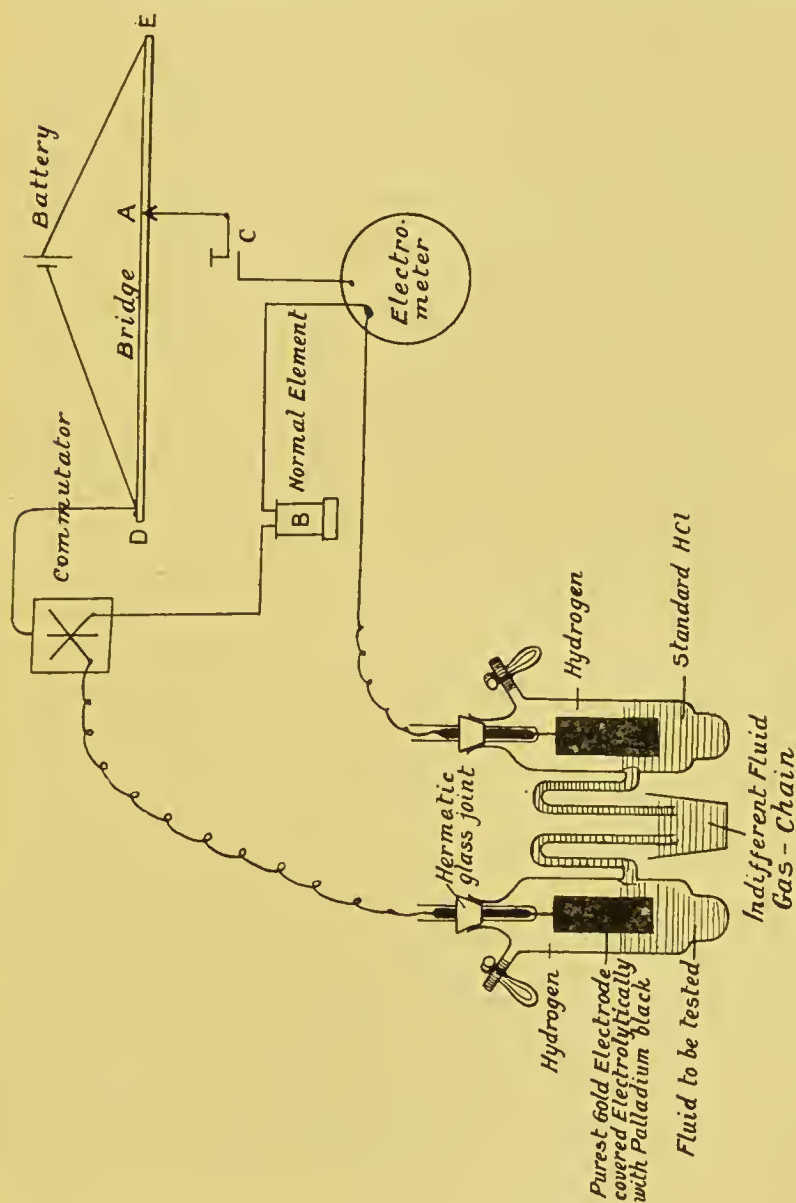 Battery
E
A
Bridge
C
D
Commutator
Electro-
meter
Normal Element
B
Hydrogen
Standard HCl
Hermetic
glass joint
Indifferent Fluid
Gas-Chain
Hydrogen
Purest Gold Electrode
covered Electrolytically
with Palladium black
Fluid to be tested